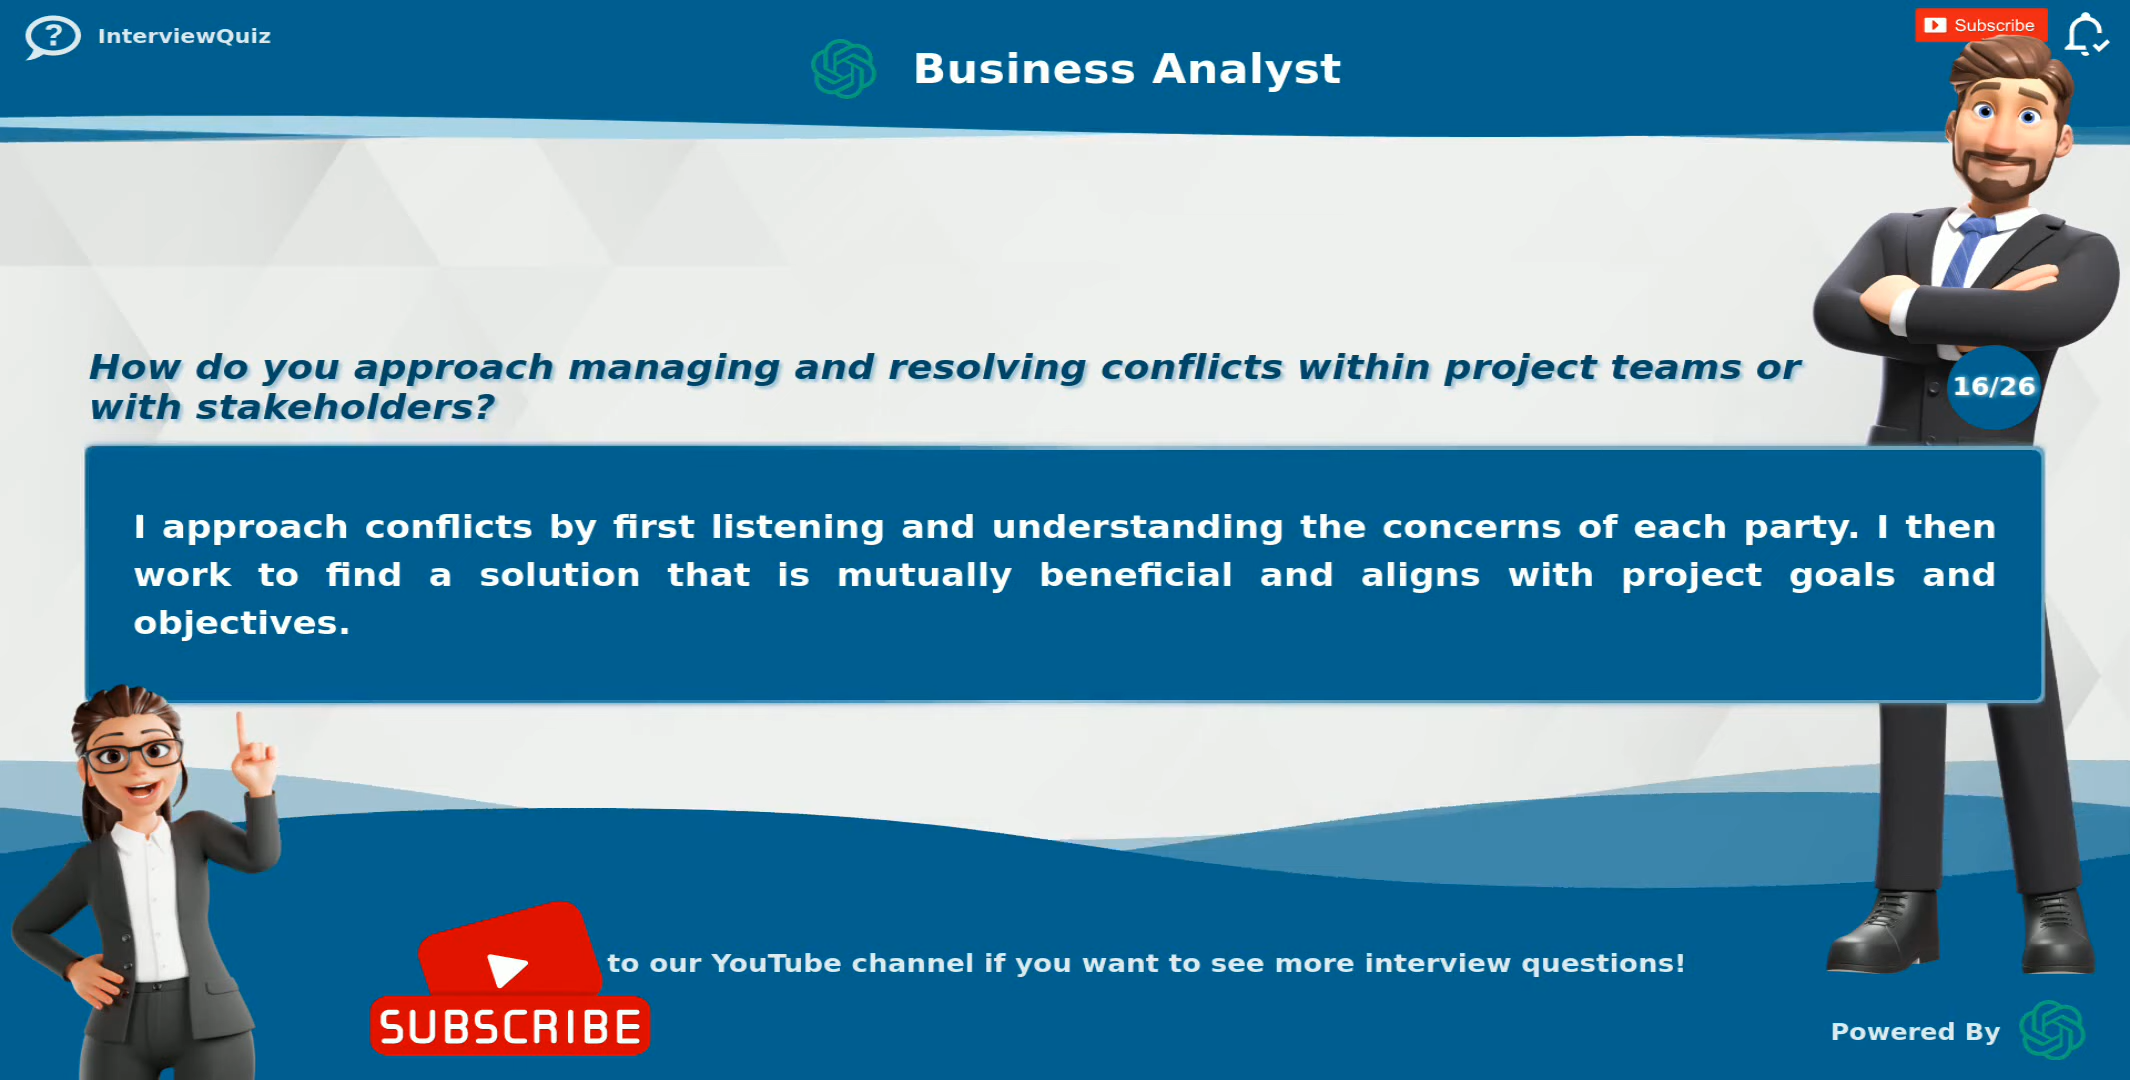 InterviewQuiz
Subscribe
Business Analyst
How do you approach managing and resolving conflicts within project teams or
with stakeholders?
16/26
I approach conflicts by first listening and understanding the concerns of each party. I then
work to find a solution that is mutually beneficial and aligns with project goals and
objectives.
to our YouTube channel if you want to see more interview questions!
SUBSCRIBE
Powered By